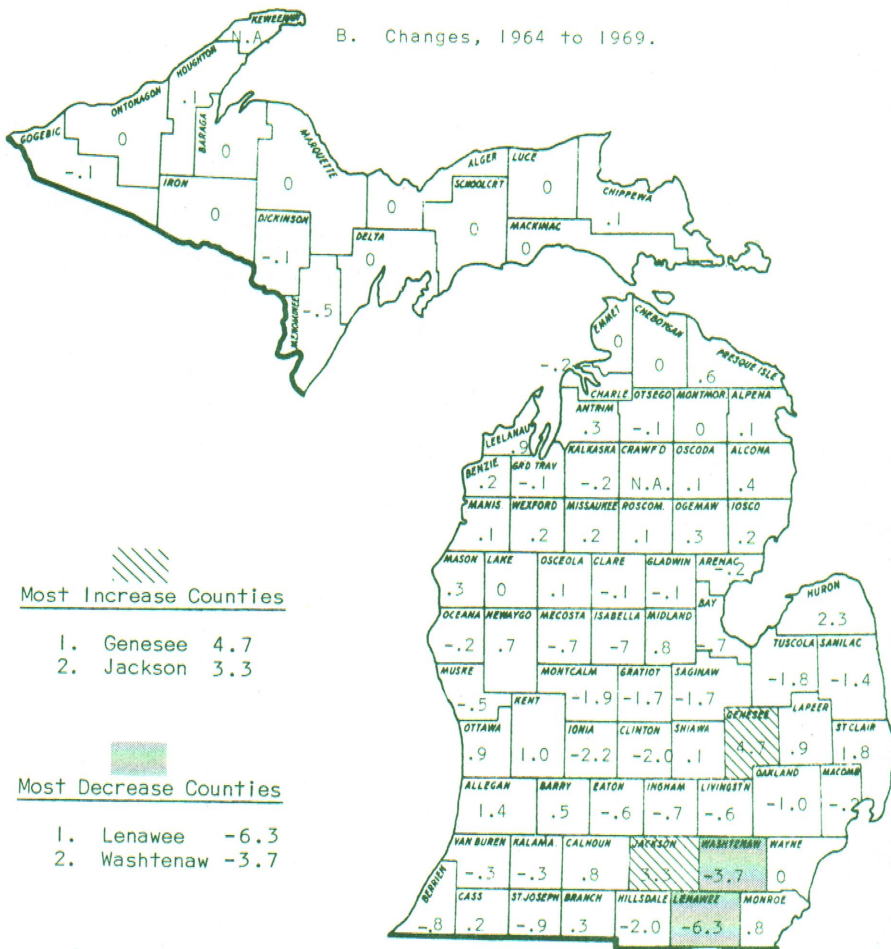 KEWEENAW
N.A. B. Changes, 1964 to 1969.
HOUGHTON
ONTONAGON
.1
GOGEBIC
0
BARAGA
0
MARQUETTE
ALGER
LUCE
-.1
IRON
0
0
SCHOOLCRT
0
CHIPPEWA
0
DICKINSON
DELTA
0
MACKINAC
.1
-.1
0
0
MENOMINEE
-.5
EMMET
CHEBOYGAN
0
0
PRESQUE ISLE
-.2
.6
CHARLE OTSEGO MONTMOR. ALPENA
ANTRIM
.3 -.1 0 .1
LEELANAU
.9
KALKASKA CRAWF'D OSCODA ALCONA
BENZIE GRD TRAV
.2 -.1 -.2 N.A. .1 .4
MANIS WEXFORD MISSAUKEE ROSCOM. OGEMAW IOSCO
.1 .2 .2 .1 .3 .2
MASON LAKE OSCEOLA CLARE GLADWIN ARENAC
-.2
.3 0 .1 -.1 -.1
HURON
BAY
2.3
OCEANA NEWAYGO MECOSTA ISABELLA MIDLAND
-.2 .7 -.7 -.7 .8 -.7
TUSCOLA SANILAC
-1.8 -1.4
MUSKE MONTCALM GRATIOT SAGINAW
-.5 -1.9 -1.7 -1.7
KENT
GENESEE LAPEER
OTTAWA IONIA CLINTON SHIAWA ST CLAIR
.9 1.0 -2.2 -2.0 .1 4.7 .9 1.8
OAKLAND MACOMB
ALLEGAN BARRY EATON INGHAM LIVINGST'N
-1.0 -.2
1.4 .5 -.6 -.7 -.6
VAN BUREN KALAMA. CALHOUN JACKSON WASHTENAW WAYNE
-.3 -.3 .8 3.3 -3.7 0
BERRIEN
CASS ST JOSEPH BRANCH HILLSDALE LENAWEE MONROE
-.8 .2 -.9 .3 -2.0 -6.3 .8
Most Increase Counties
1. Genesee 4.7
2. Jackson 3.3
Most Decrease Counties
1. Lenawee -6.3
2. Washtenaw -3.7